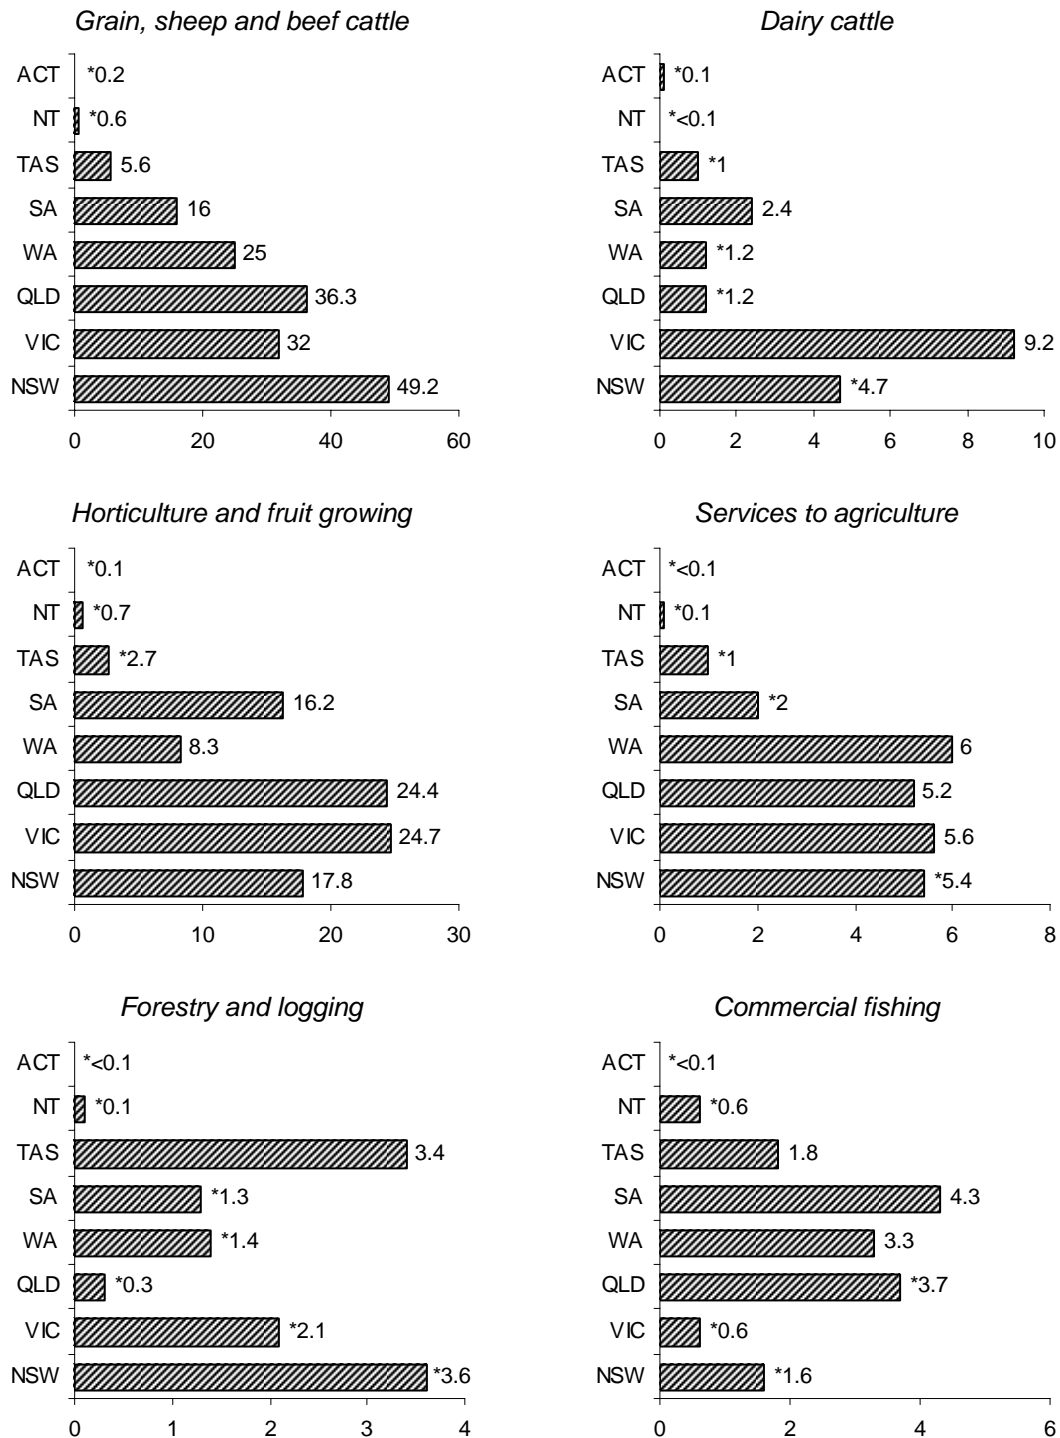 Grain, sheep and beef cattle
ACT *0.2
NT *0.6
TAS 5.6
SA 16
WA 25
QLD 36.3
VIC 32
NSW 49.2
0 20 40 60
Dairy cattle
ACT *0.1
NT *<0.1
TAS *1
SA 2.4
WA *1.2
QLD *1.2
VIC 9.2
NSW *4.7
0 2 4 6 8 10
Horticulture and fruit growing
ACT *0.1
NT *0.7
TAS *2.7
SA 16.2
WA 8.3
QLD 24.4
VIC 24.7
NSW 17.8
0 10 20 30
Services to agriculture
ACT *<0.1
NT *0.1
TAS *1
SA *2
WA 6
QLD 5.2
VIC 5.6
NSW *5.4
0 2 4 6 8
Forestry and logging
ACT *<0.1
NT *0.1
TAS 3.4
SA *1.3
WA *1.4
QLD *0.3
VIC *2.1
NSW *3.6
0 1 2 3 4
Commercial fishing
ACT *<0.1
NT *0.6
TAS 1.8
SA 4.3
WA 3.3
QLD *3.7
VIC *0.6
NSW *1.6
0 2 4 6